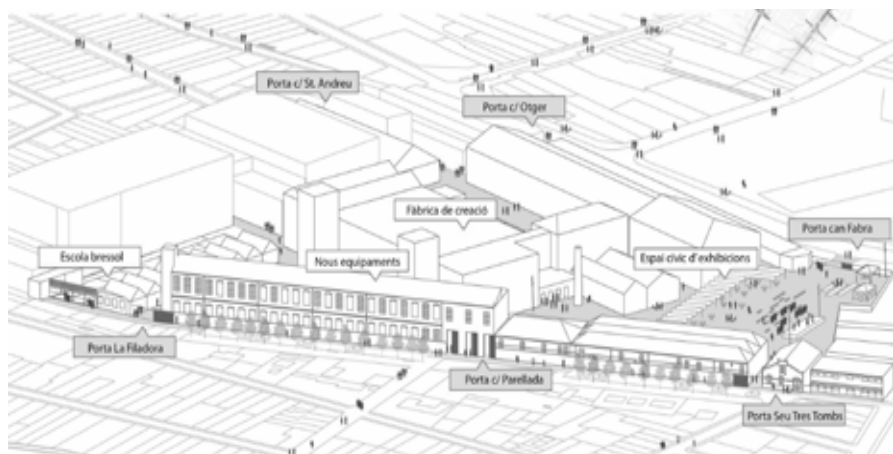 Porta c/ St. Andreu
Porta c/ Otger
Fàbrica de creació
Porta can Fabra
Escola bressol
Nous equipaments
Espai cívic d'exhibicions
Porta La Filadora
Porta c/ Parellada
Porta Seu Tres Tombs